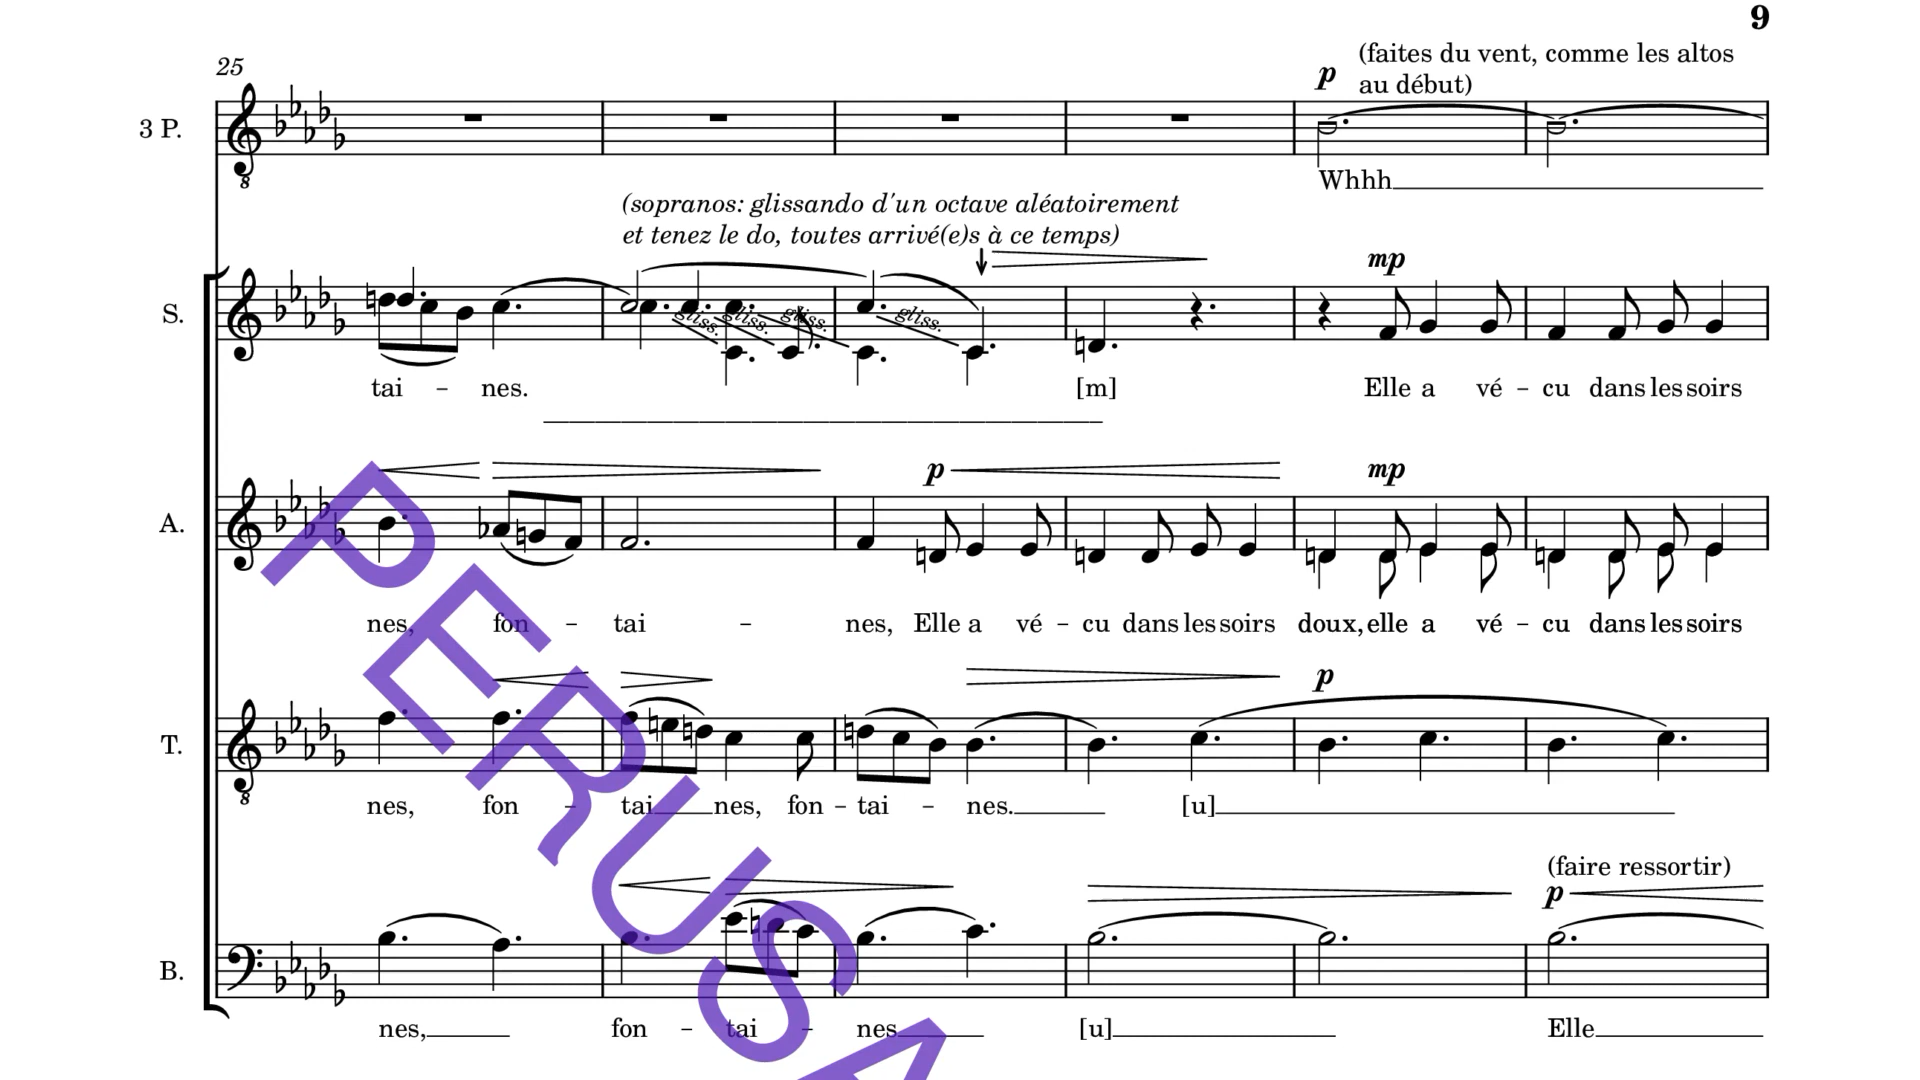 9
(faites du vent, comme les altos
au début)
25
p
3 P.
8
Whhh
(sopranos: glissando d'un octave aléatoirement
et tenez le do, toutes arrivé(e)s à ce temps)
mp
S.
gliss. gliss. gliss. gliss.
tai – nes. [m] Elle a vé – cu dans les soirs
p mp
A.
nes, fon – tai – nes, Elle a vé – cu dans les soirs doux, elle a vé – cu dans les soirs
p
T.
8
nes, fon – tai nes, fon – tai – nes. [u]
(faire ressortir)
p
B.
nes, fon – tai – nes [u] Elle
PERUSA